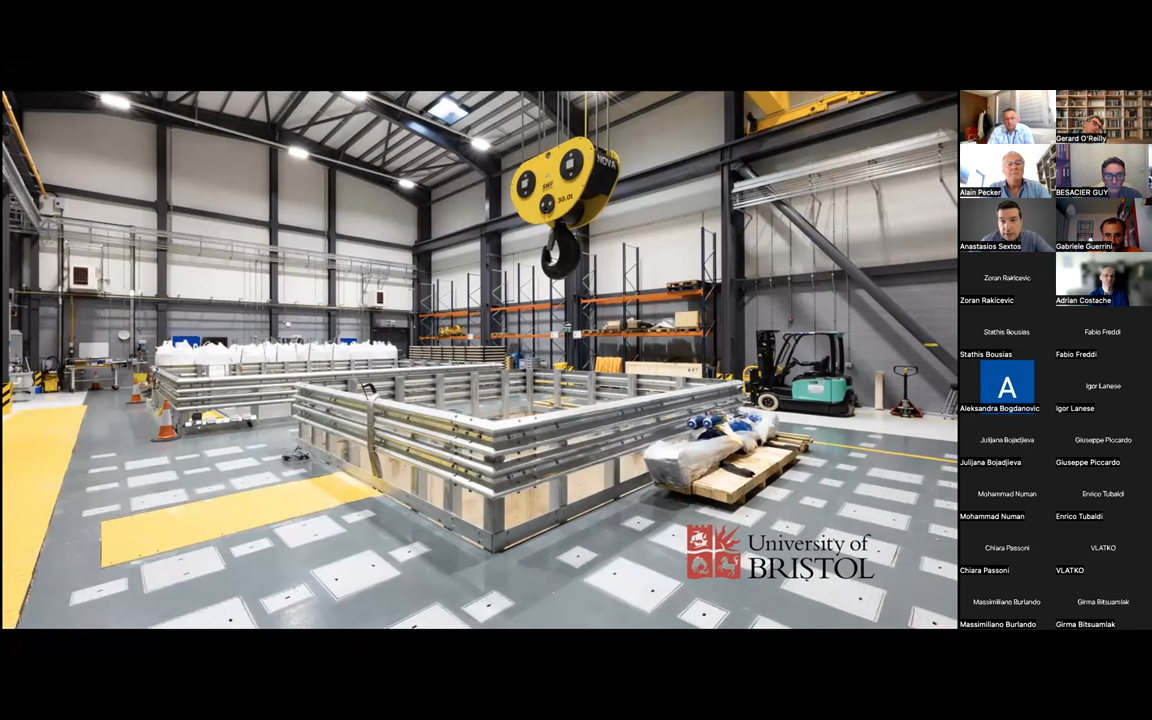 NOVA
SWF
30.0t
University of
BRISTOL
Gerard O'Reilly
Alain Pecker
BESACIER GUY
Anastasios Sextos
Gabriele Guerrini
Zoran Rakicevic
Zoran Rakicevic
Adrian Costache
Stathis Bousias
Fabio Freddi
Stathis Bousias
Fabio Freddi
A
Igor Lanese
Aleksandra Bogdanovic
Igor Lanese
Julijana Bojadjieva
Giuseppe Piccardo
Julijana Bojadjieva
Giuseppe Piccardo
Mohammad Numan
Enrico Tubaldi
Mohammad Numan
Enrico Tubaldi
Chiara Passoni
VLATKO
Chiara Passoni
VLATKO
Massimiliano Burlando
Girma Bitsuamlak
Massimiliano Burlando
Girma Bitsuamlak